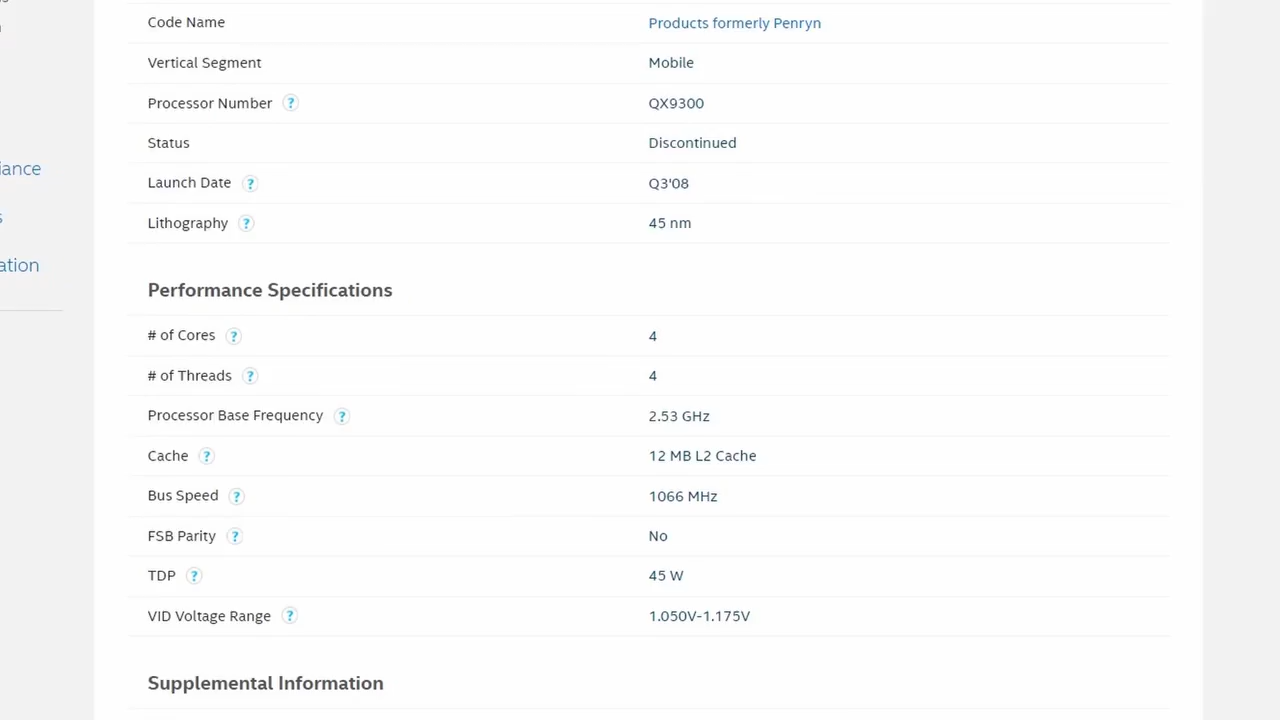 Code Name Products formerly Penryn
Vertical Segment Mobile
Processor Number ? QX9300
Status Discontinued
iance
Launch Date ? Q3'08
s
Lithography ? 45 nm
ation
Performance Specifications
# of Cores ? 4
# of Threads ? 4
Processor Base Frequency ? 2.53 GHz
Cache ? 12 MB L2 Cache
Bus Speed ? 1066 MHz
FSB Parity ? No
TDP ? 45 W
VID Voltage Range ? 1.050V-1.175V
Supplemental Information